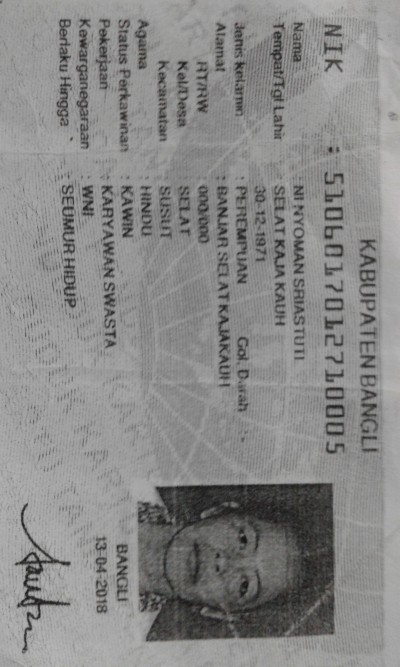 KABUPATEN BANGLI
NIK : 5106017012710005
Nama : NI NYOMAN SRIASTUTI
Tempat/Tgl Lahir : SELAT KAJA KAUH
30-12-1971
Jenis kelamin : PEREMPUAN Gol. Darah : -
Alamat : BANJAR SELAT KAJAKAUH
RT/RW : 000/000
Kel/Desa : SELAT
Kecamatan : SUSUT
Agama : HINDU
Status Perkawinan : KAWIN
Pekerjaan : KARYAWAN SWASTA
Kewarganegaraan : WNI
Berlaku Hingga : SEUMUR HIDUP
BANGLI
13-04-2018